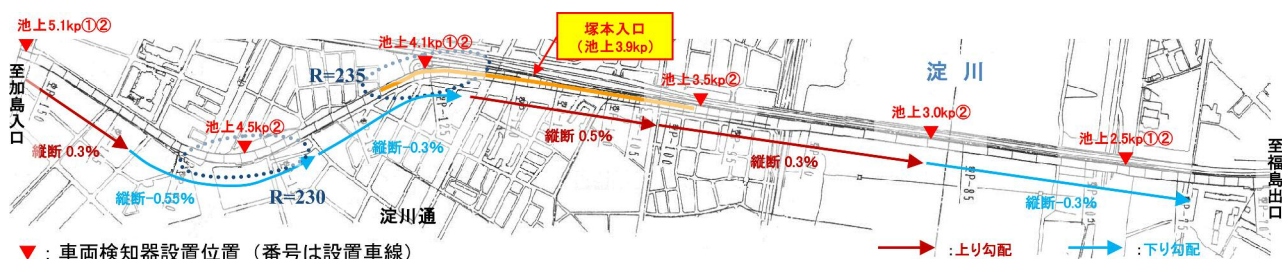 池上5.1kp①②
至加島入口
縦断 0.3%
池上4.5kp②
縦断-0.55%
R=230
R=235
池上4.1kp①②
縦断-0.3%
淀川通
塚本入口
(池上3.9kp)
縦断 0.5%
池上3.5kp②
縦断 0.3%
淀 川
池上3.0kp②
池上2.5kp①②
縦断-0.3%
至福島出口
▼ : 車両検知器設置位置 (番号は設置車線)
:上り勾配
:下り勾配